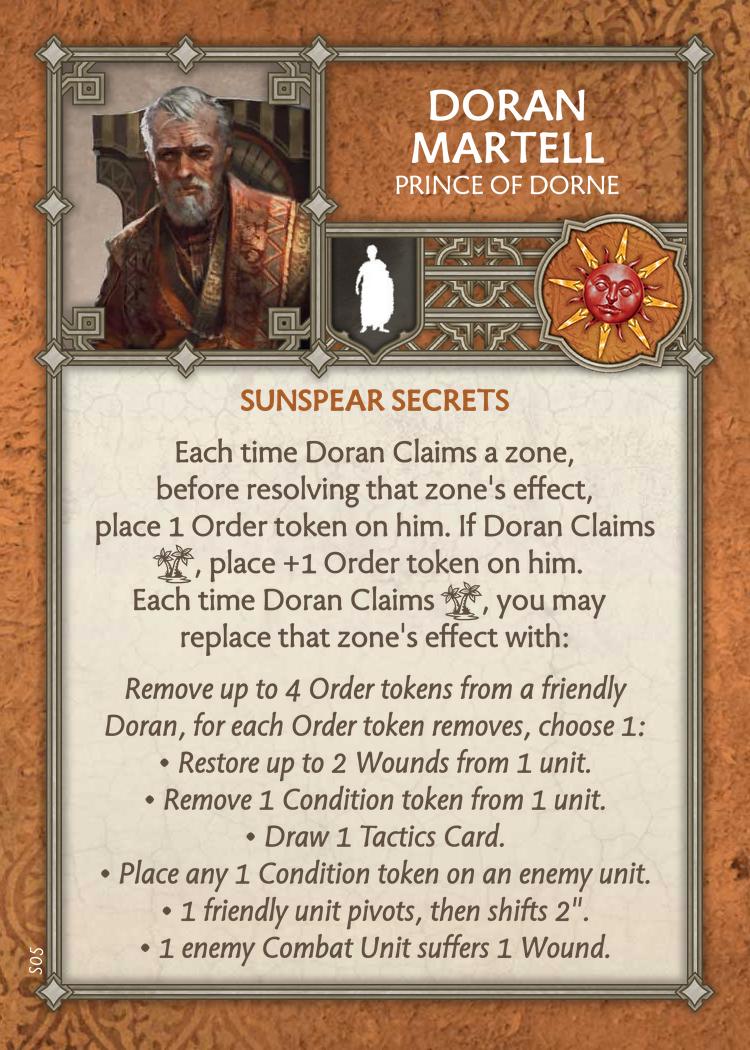 DORAN
MARTELL
PRINCE OF DORNE
SUNSPEAR SECRETS
Each time Doran Claims a zone,
before resolving that zone's effect,
place 1 Order token on him. If Doran Claims
, place +1 Order token on him.
Each time Doran Claims , you may
replace that zone's effect with:
Remove up to 4 Order tokens from a friendly
Doran, for each Order token removes, choose 1:
• Restore up to 2 Wounds from 1 unit.
• Remove 1 Condition token from 1 unit.
• Draw 1 Tactics Card.
• Place any 1 Condition token on an enemy unit.
• 1 friendly unit pivots, then shifts 2".
• 1 enemy Combat Unit suffers 1 Wound.
S05